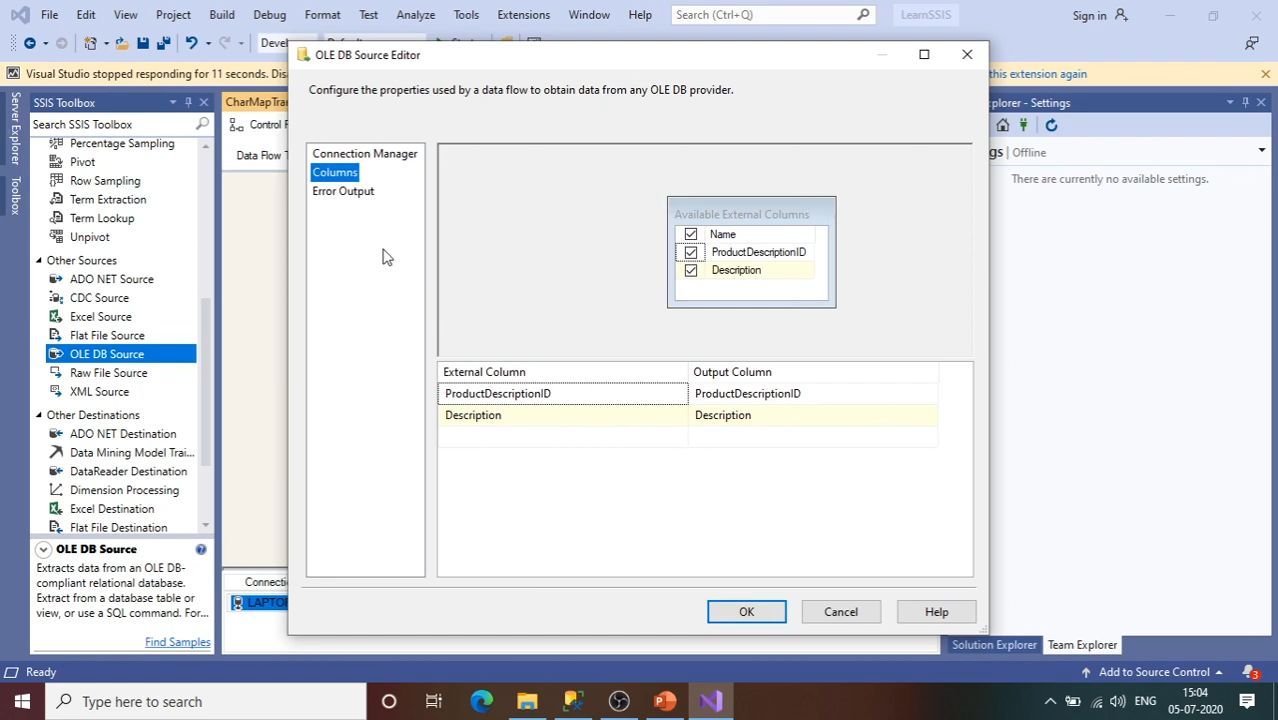 File Edit View Project Build Debug Format Test Analyze Tools Extensions Window Help Search (Ctrl+Q) LearnSSIS Sign in
Visual Studio stopped responding for 11 seconds. this extension again
OLE DB Source Editor
Configure the properties used by a data flow to obtain data from any OLE DB provider.
Connection Manager
Columns
Error Output
Available External Columns
Name
ProductDescriptionID
Description
External Column Output Column
ProductDescriptionID ProductDescriptionID
Description Description
OK Cancel Help
Server Explorer
Toolbox
SSIS Toolbox
Search SSIS Toolbox
Percentage Sampling
Pivot
Row Sampling
Term Extraction
Term Lookup
Unpivot
Other Sources
ADO NET Source
CDC Source
Excel Source
Flat File Source
OLE DB Source
Raw File Source
XML Source
Other Destinations
ADO NET Destination
Data Mining Model Trai...
DataReader Destination
Dimension Processing
Excel Destination
Flat File Destination
OLE DB Source
Extracts data from an OLE DB-
compliant relational database.
Extract from a database table or
view, or use a SQL command. For...
Find Samples
Control
Data Flow
Explorer - Settings
Offline
There are currently no available settings.
Solution Explorer Team Explorer
Ready Add to Source Control 3
Type here to search ENG 15:04
05-07-2020